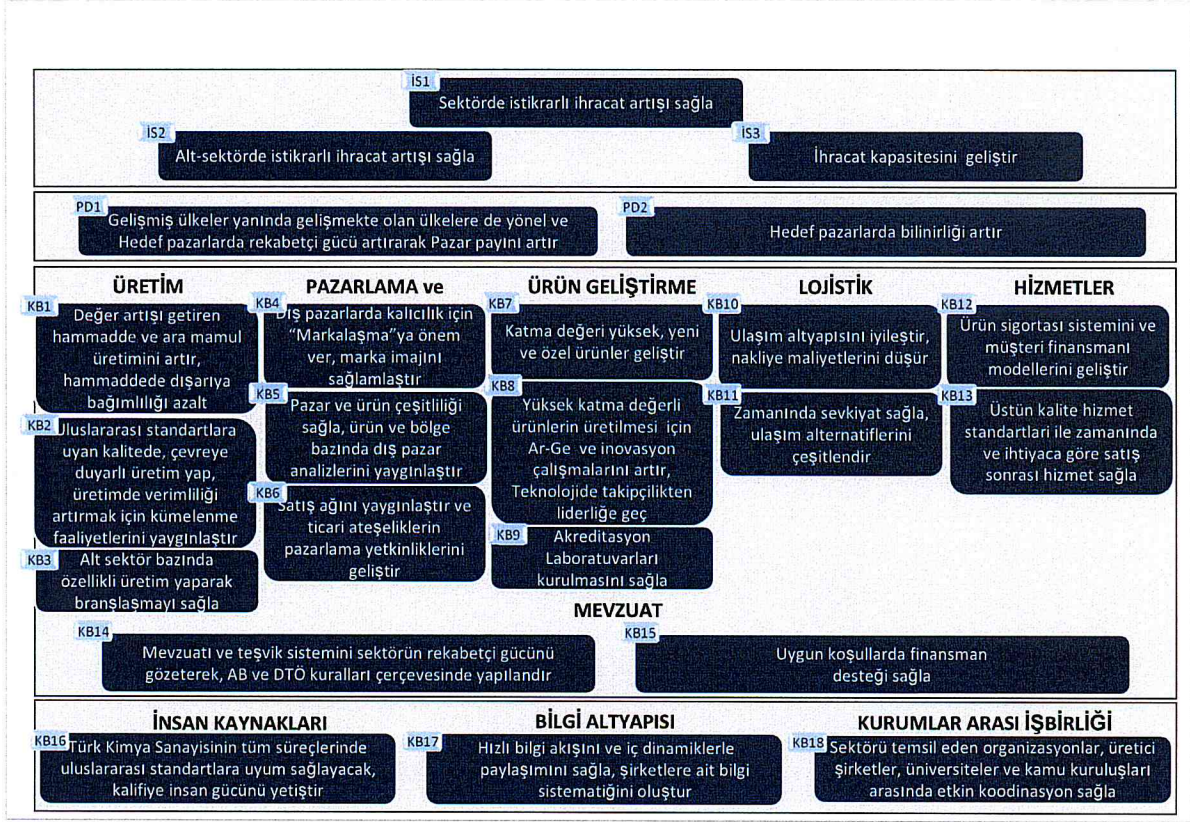 İS1
Sektörde istikrarlı ihracat artışı sağla
İS2
Alt-sektörde istikrarlı ihracat artışı sağla
İS3
İhracat kapasitesini geliştir
PD1
Gelişmiş ülkeler yanında gelişmekte olan ülkelere de yönel ve
Hedef pazarlarda rekabetçi gücü artırarak Pazar payını artır
PD2
Hedef pazarlarda bilinirliği artır
ÜRETİM
KB1
Değer artışı getiren
hammadde ve ara mamul
üretimini artır,
hammaddede dışarıya
bağımlılığı azalt
KB2
Uluslararası standartlara
uyan kalitede, çevreye
duyarlı üretim yap,
üretimde verimliliği
artırmak için kümelenme
faaliyetlerini yaygınlaştır
KB3
Alt sektör bazında
özellikli üretim yaparak
branşlaşmayı sağla
PAZARLAMA ve
KB4
Dış pazarlarda kalıcılık için
“Markalaşma”ya önem
ver, marka imajını
sağlamlaştır
KB5
Pazar ve ürün çeşitliliği
sağla, ürün ve bölge
bazında dış pazar
analizlerini yaygınlaştır
KB6
Satış ağını yaygınlaştır ve
ticari ateşeliklerin
pazarlama yetkinliklerini
geliştir
ÜRÜN GELİŞTİRME
KB7
Katma değeri yüksek, yeni
ve özel ürünler geliştir
KB8
Yüksek katma değerli
ürünlerin üretilmesi için
Ar-Ge ve inovasyon
çalışmalarını artır,
Teknolojide takipçilikten
liderliğe geç
KB9
Akreditasyon
Laboratuvarları
kurulmasını sağla
LOJİSTİK
KB10
Ulaşım altyapısını iyileştir,
nakliye maliyetlerini düşür
KB11
Zamanında sevkiyat sağla,
ulaşım alternatiflerini
çeşitlendir
HİZMETLER
KB12
Ürün sigortası sistemini ve
müşteri finansmanı
modellerini geliştir
KB13
Üstün kalite hizmet
standartlari ile zamanında
ve ihtiyaca göre satış
sonrası hizmet sağla
MEVZUAT
KB14
Mevzuatı ve teşvik sistemini sektörün rekabetçi gücünü
gözeterek, AB ve DTÖ kuralları çerçevesinde yapılandır
KB15
Uygun koşullarda finansman
desteği sağla
İNSAN KAYNAKLARI
KB16
Türk Kimya Sanayisinin tüm süreçlerinde
uluslararası standartlara uyum sağlayacak,
kalifiye insan gücünü yetiştir
BİLGİ ALTYAPISI
KB17
Hızlı bilgi akışını ve iç dinamiklerle
paylaşımını sağla, şirketlere ait bilgi
sistematiğini oluştur
KURUMLAR ARASI İŞBİRLİĞİ
KB18
Sektörü temsil eden organizasyonlar, üretici
şirketler, üniversiteler ve kamu kuruluşları
arasında etkin koodinasyon sağla